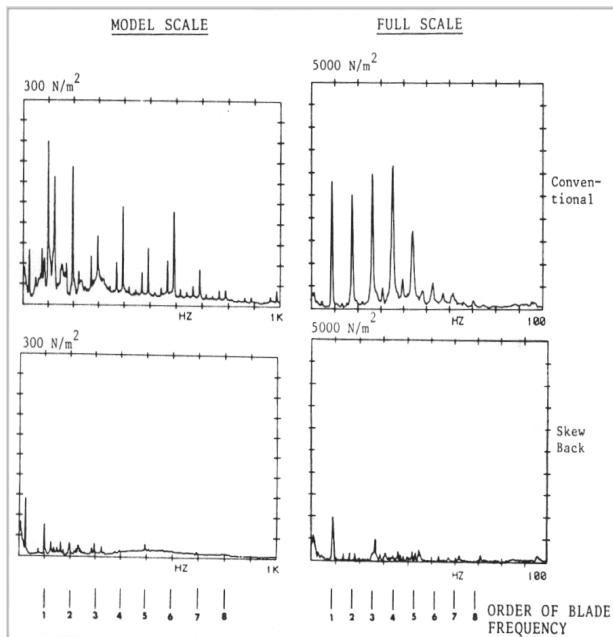 MODEL SCALE
FULL SCALE
300 N/m²
5000 N/m²
Conven-
tional
HZ
1K
HZ
100
300 N/m²
5000 N/m²
Skew
Back
HZ
1K
HZ
100
1 2 3 4 5 6 7 8
1 2 3 4 5 6 7 8
ORDER OF BLADE
FREQUENCY